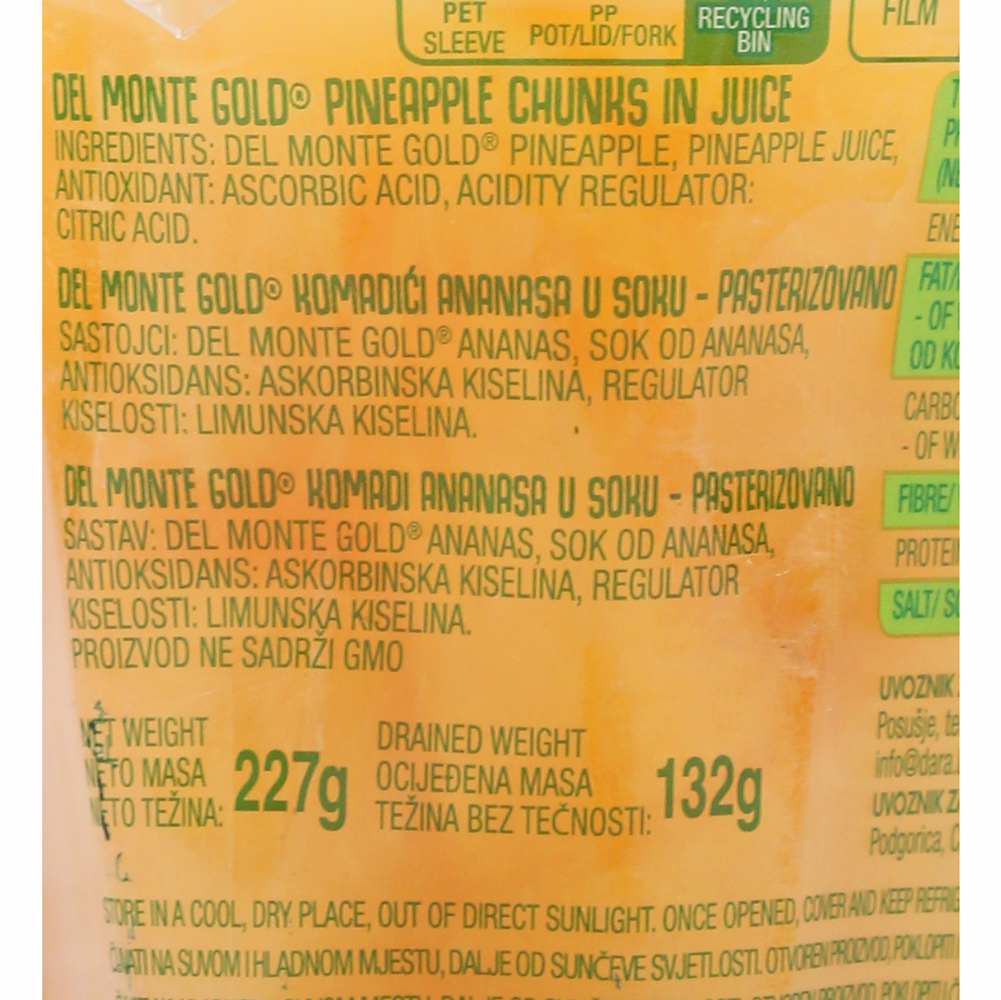 PET
SLEEVE
PP
POT/LID/FORK
RECYCLING
BIN
FILM
DEL MONTE GOLD® PINEAPPLE CHUNKS IN JUICE
INGREDIENTS: DEL MONTE GOLD® PINEAPPLE, PINEAPPLE JUICE,
ANTIOXIDANT: ASCORBIC ACID, ACIDITY REGULATOR:
CITRIC ACID.
DEL MONTE GOLD® KOMADIĆI ANANASA U SOKU - PASTERIZOVANO
SASTOJCI: DEL MONTE GOLD® ANANAS, SOK OD ANANASA,
ANTIOKSIDANS: ASKORBINSKA KISELINA, REGULATOR
KISELOSTI: LIMUNSKA KISELINA.
DEL MONTE GOLD® KOMADI ANANASA U SOKU - PASTERIZOVANO
SASTAV: DEL MONTE GOLD® ANANAS, SOK OD ANANASA,
ANTIOKSIDANS: ASKORBINSKA KISELINA, REGULATOR
KISELOSTI: LIMUNSKA KISELINA.
PROIZVOD NE SADRŽI GMO
NET WEIGHT
NETO MASA
NETO TEŽINA:
227g
DRAINED WEIGHT
OCIJEĐENA MASA
TEŽINA BEZ TEČNOSTI:
132g
FAT/
- OF
OD
- OF
FIBRE/
SALT/
UVOZNIK
Posušje,
info@dara.
UVOZNIK
Podgorica,
STORE IN A COOL, DRY PLACE, OUT OF DIRECT SUNLIGHT. ONCE OPENED, COVER AND KEEP
ČUVATI NA SUVOM I HLADNOM MJESTU, DALJE OD SUNČEVE SVJETLOSTI. OTVOREN PROIZVOD, POKLOPITI